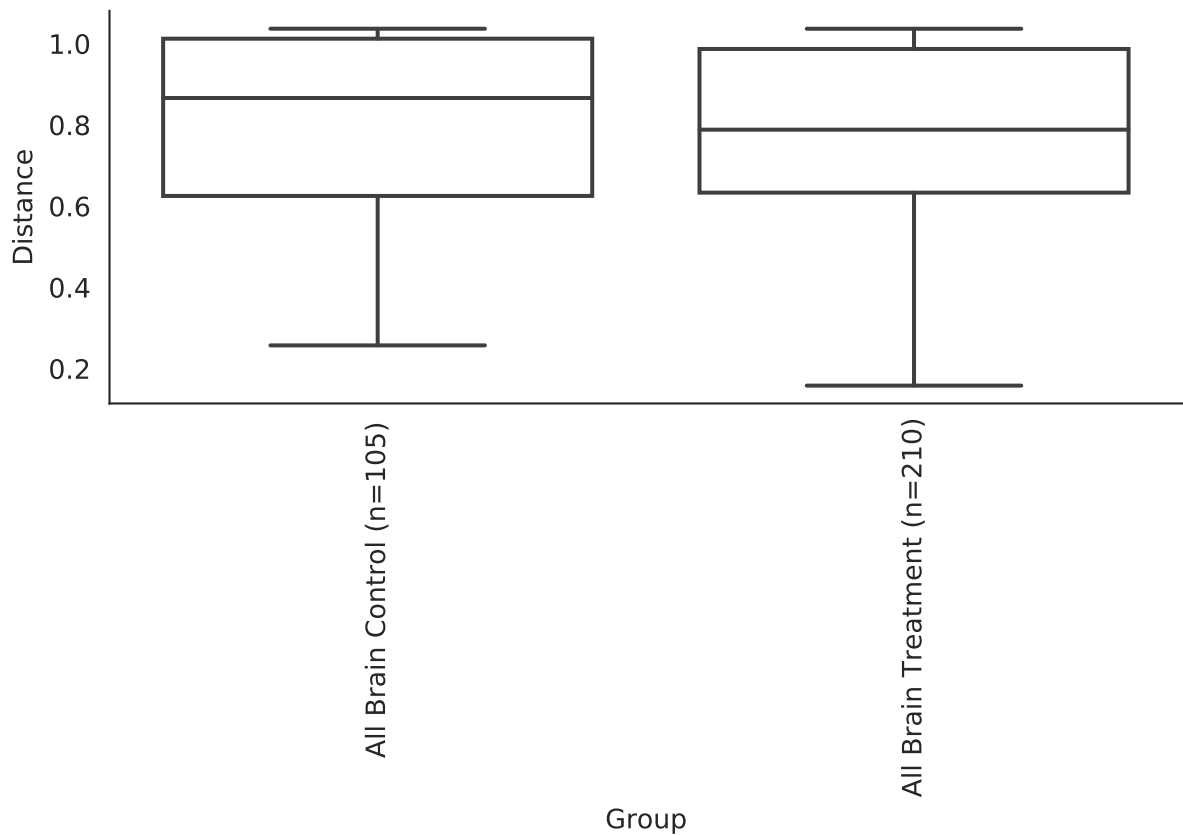 1.0
0.8
0.6
0.4
0.2
Distance
All Brain Control (n=105)
All Brain Treatment (n=210)
Group